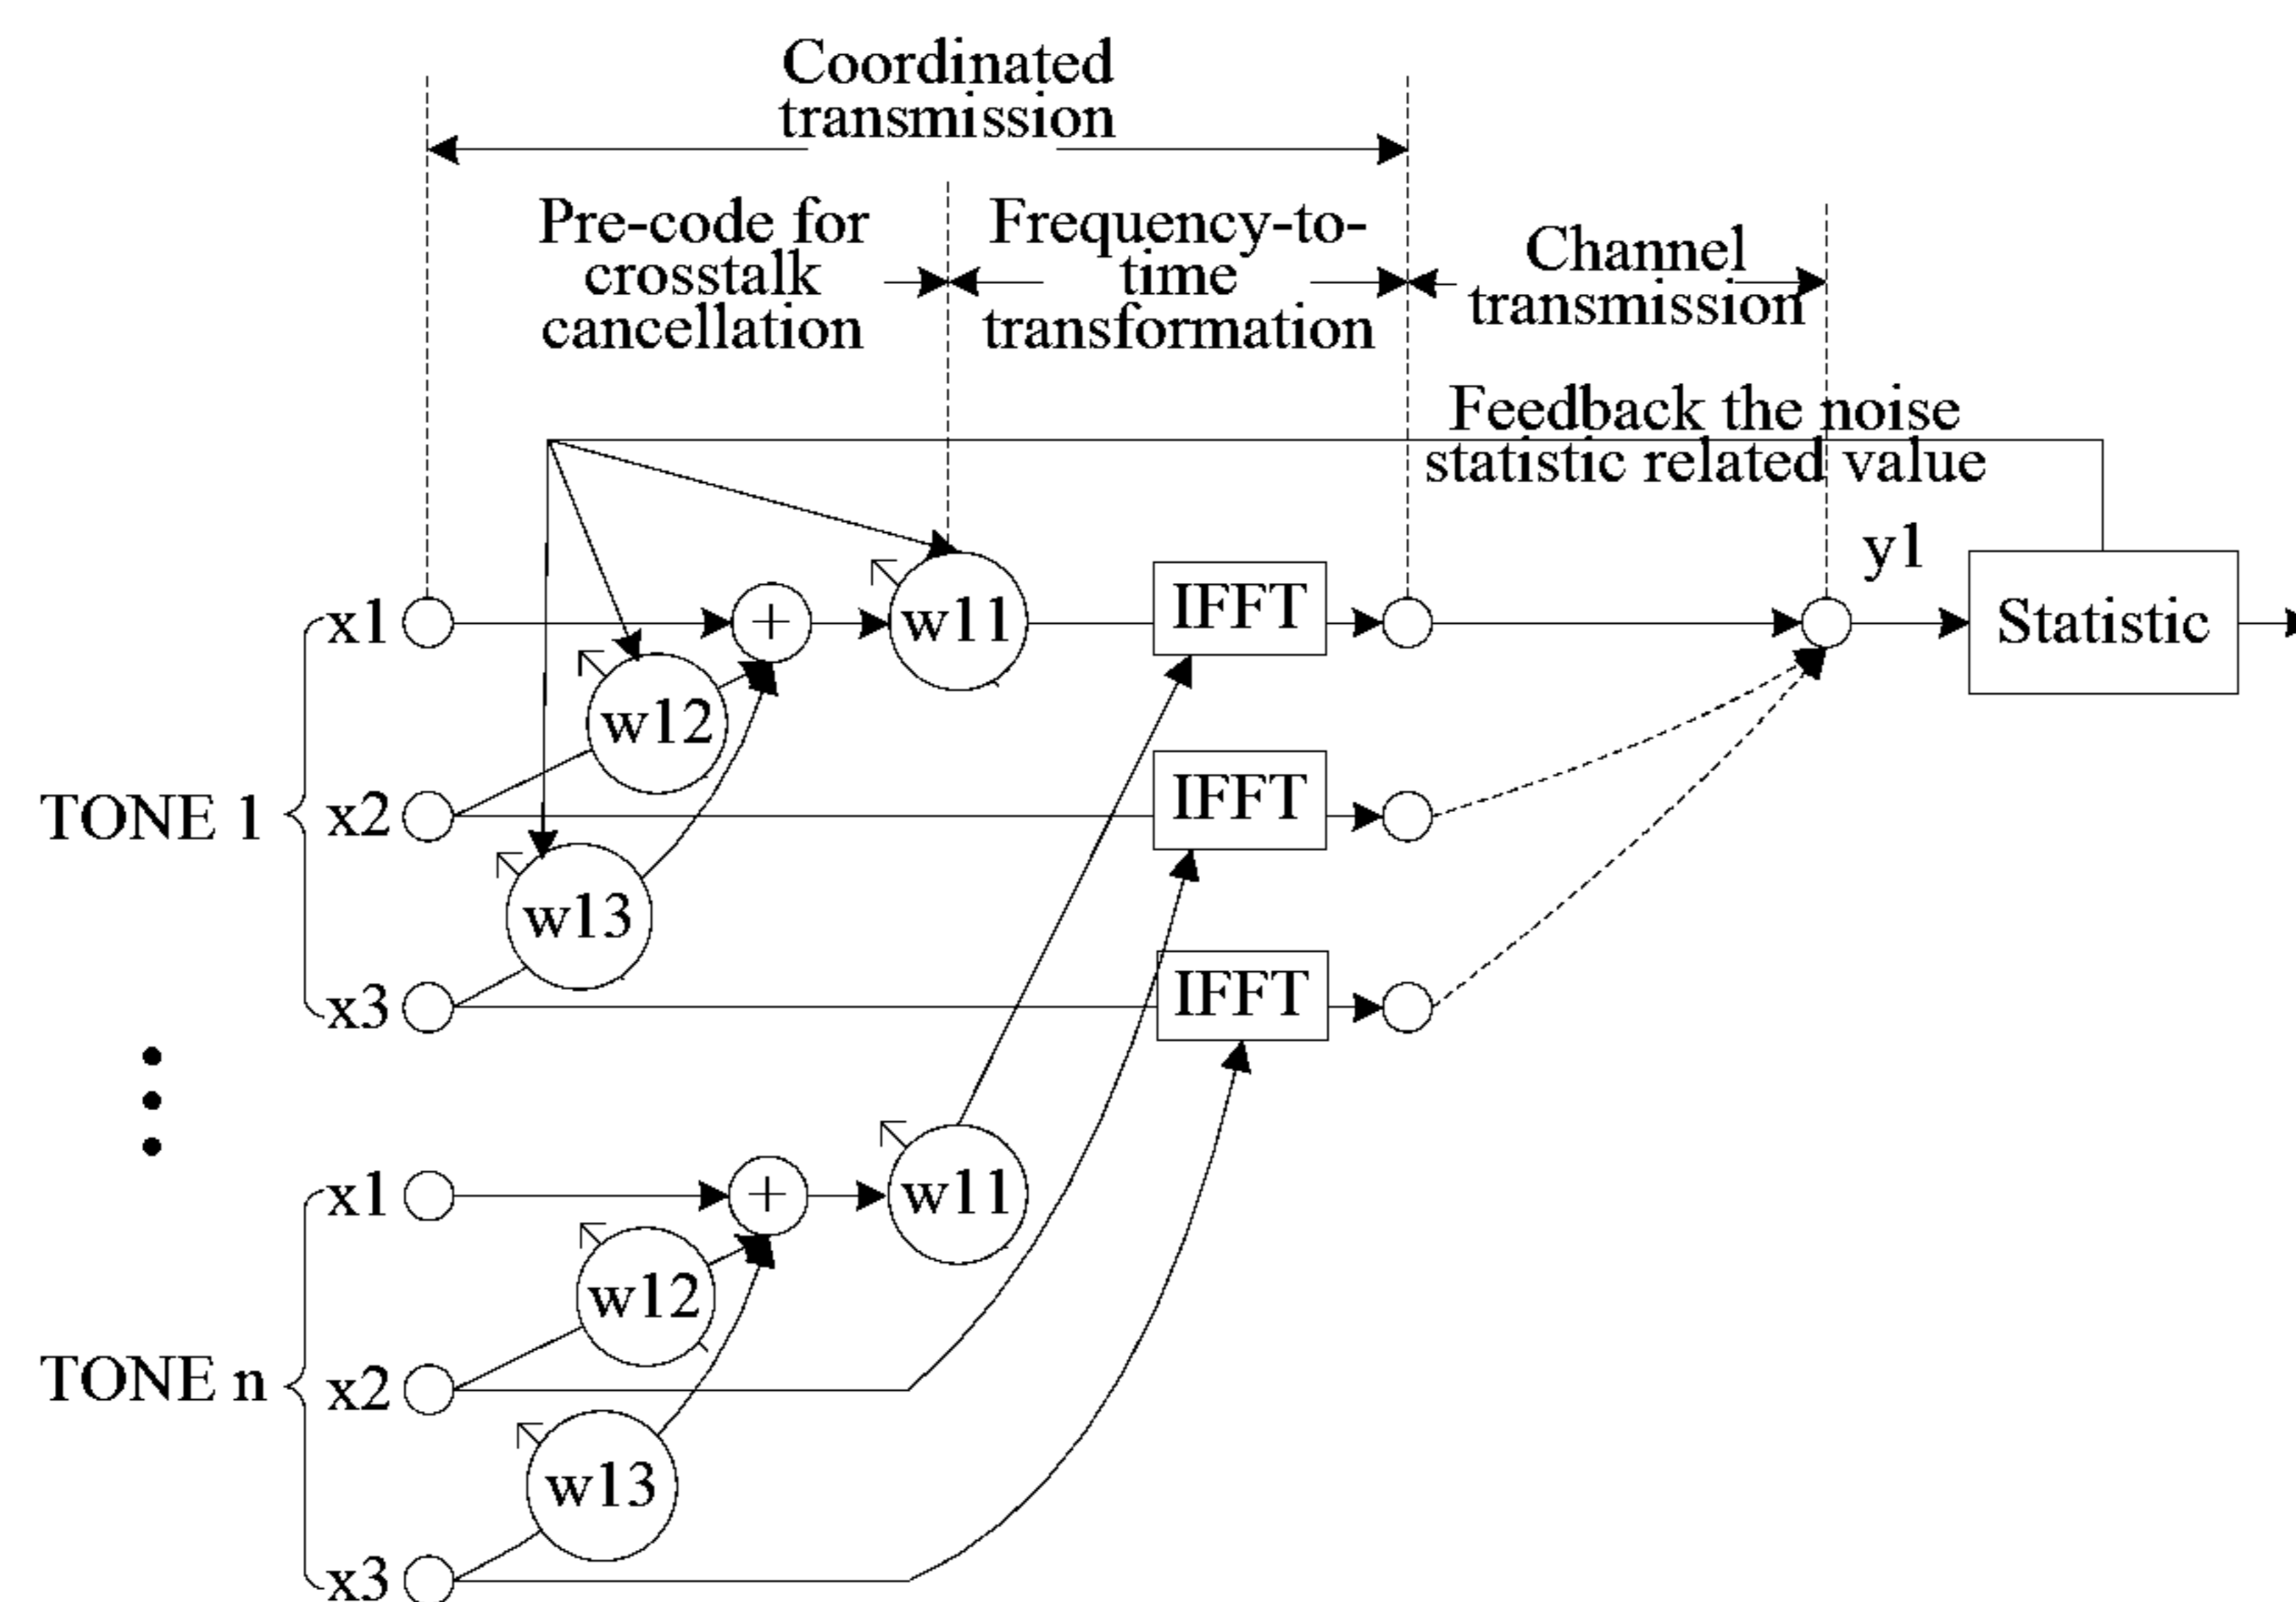 Coordinated
transmission
Pre-code for
crosstalk
cancellation
Frequency-to-
time
transformation
Channel
transmission
Feedback the noise
statistic related value
y1
x1
+
w11
IFFT
Statistic
w12
TONE 1
x2
IFFT
w13
x3
IFFT
x1
+
w11
w12
TONE n
x2
w13
x3